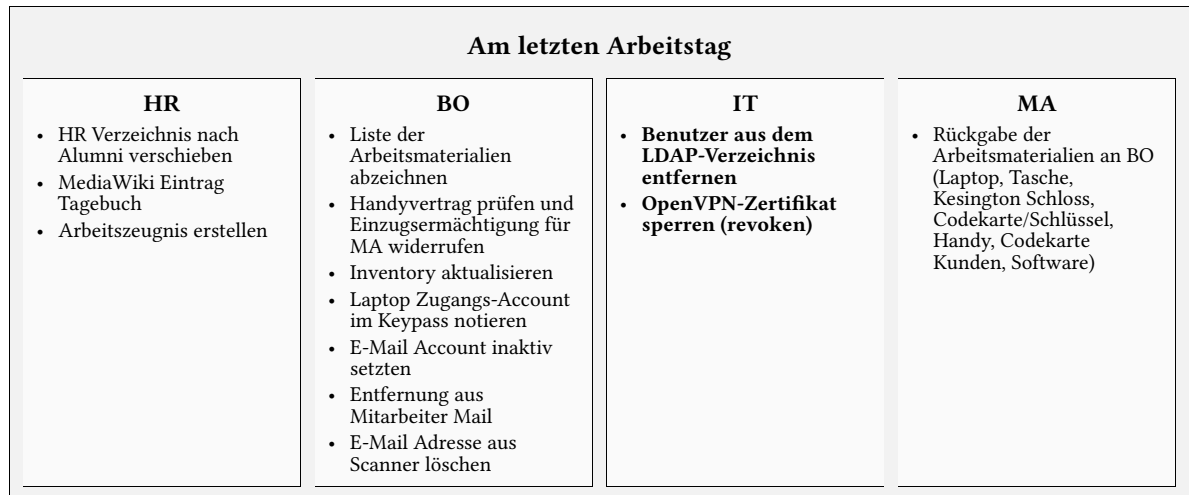 Am letzten Arbeitstag
HR
• HR Verzeichnis nach
Alumni verschieben
• MediaWiki Eintrag
Tagebuch
• Arbeitszeugnis erstellen
BO
• Liste der
Arbeitsmaterialien
abzeichnen
• Handyvertrag prüfen und
Einzugsermächtigung für
MA widerrufen
• Inventory aktualisieren
• Laptop Zugangs-Account
im Keypass notieren
• E-Mail Account inaktiv
setzten
• Entfernung aus
Mitarbeiter Mail
• E-Mail Adresse aus
Scanner löschen
IT
• Benutzer aus dem
LDAP-Verzeichnis
entfernen
• OpenVPN-Zertifikat
sperren (revoken)
MA
• Rückgabe der
Arbeitsmaterialien an BO
(Laptop, Tasche,
Kesington Schloss,
Codekarte/Schlüssel,
Handy, Codekarte
Kunden, Software)